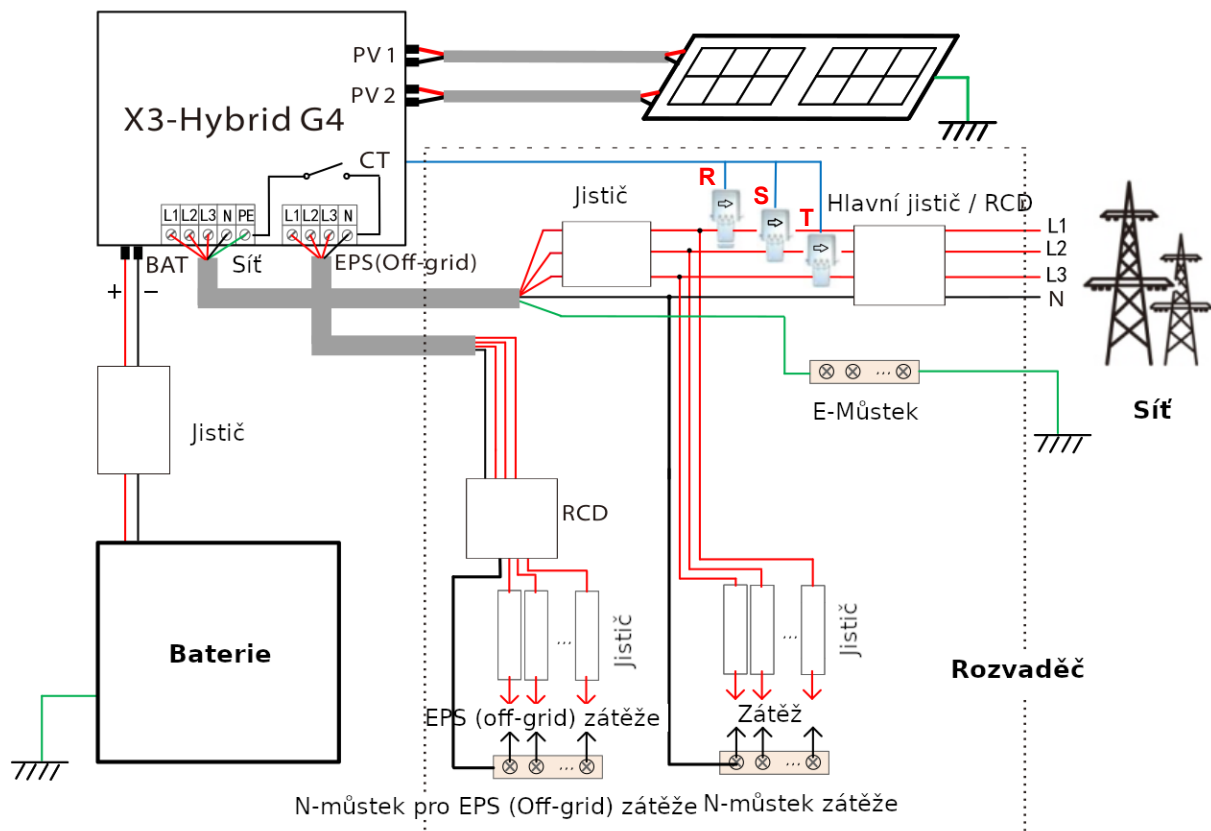 PV 1
PV 2
X3-Hybrid G4
CT
L1 L2 L3 N PE
L1 L2 L3 N
BAT
Síť
EPS(Off-grid)
+
−
R
S
T
Jistič
Hlavní jistič / RCD
L1
L2
L3
N
...
E-Můstek
Síť
Jistič
RCD
Baterie
...
Jistič
...
Jistič
Rozvaděč
EPS (off-grid) zátěže
Zátěž
...
...
N-můstek pro EPS (Off-grid) zátěže
N-můstek zátěže